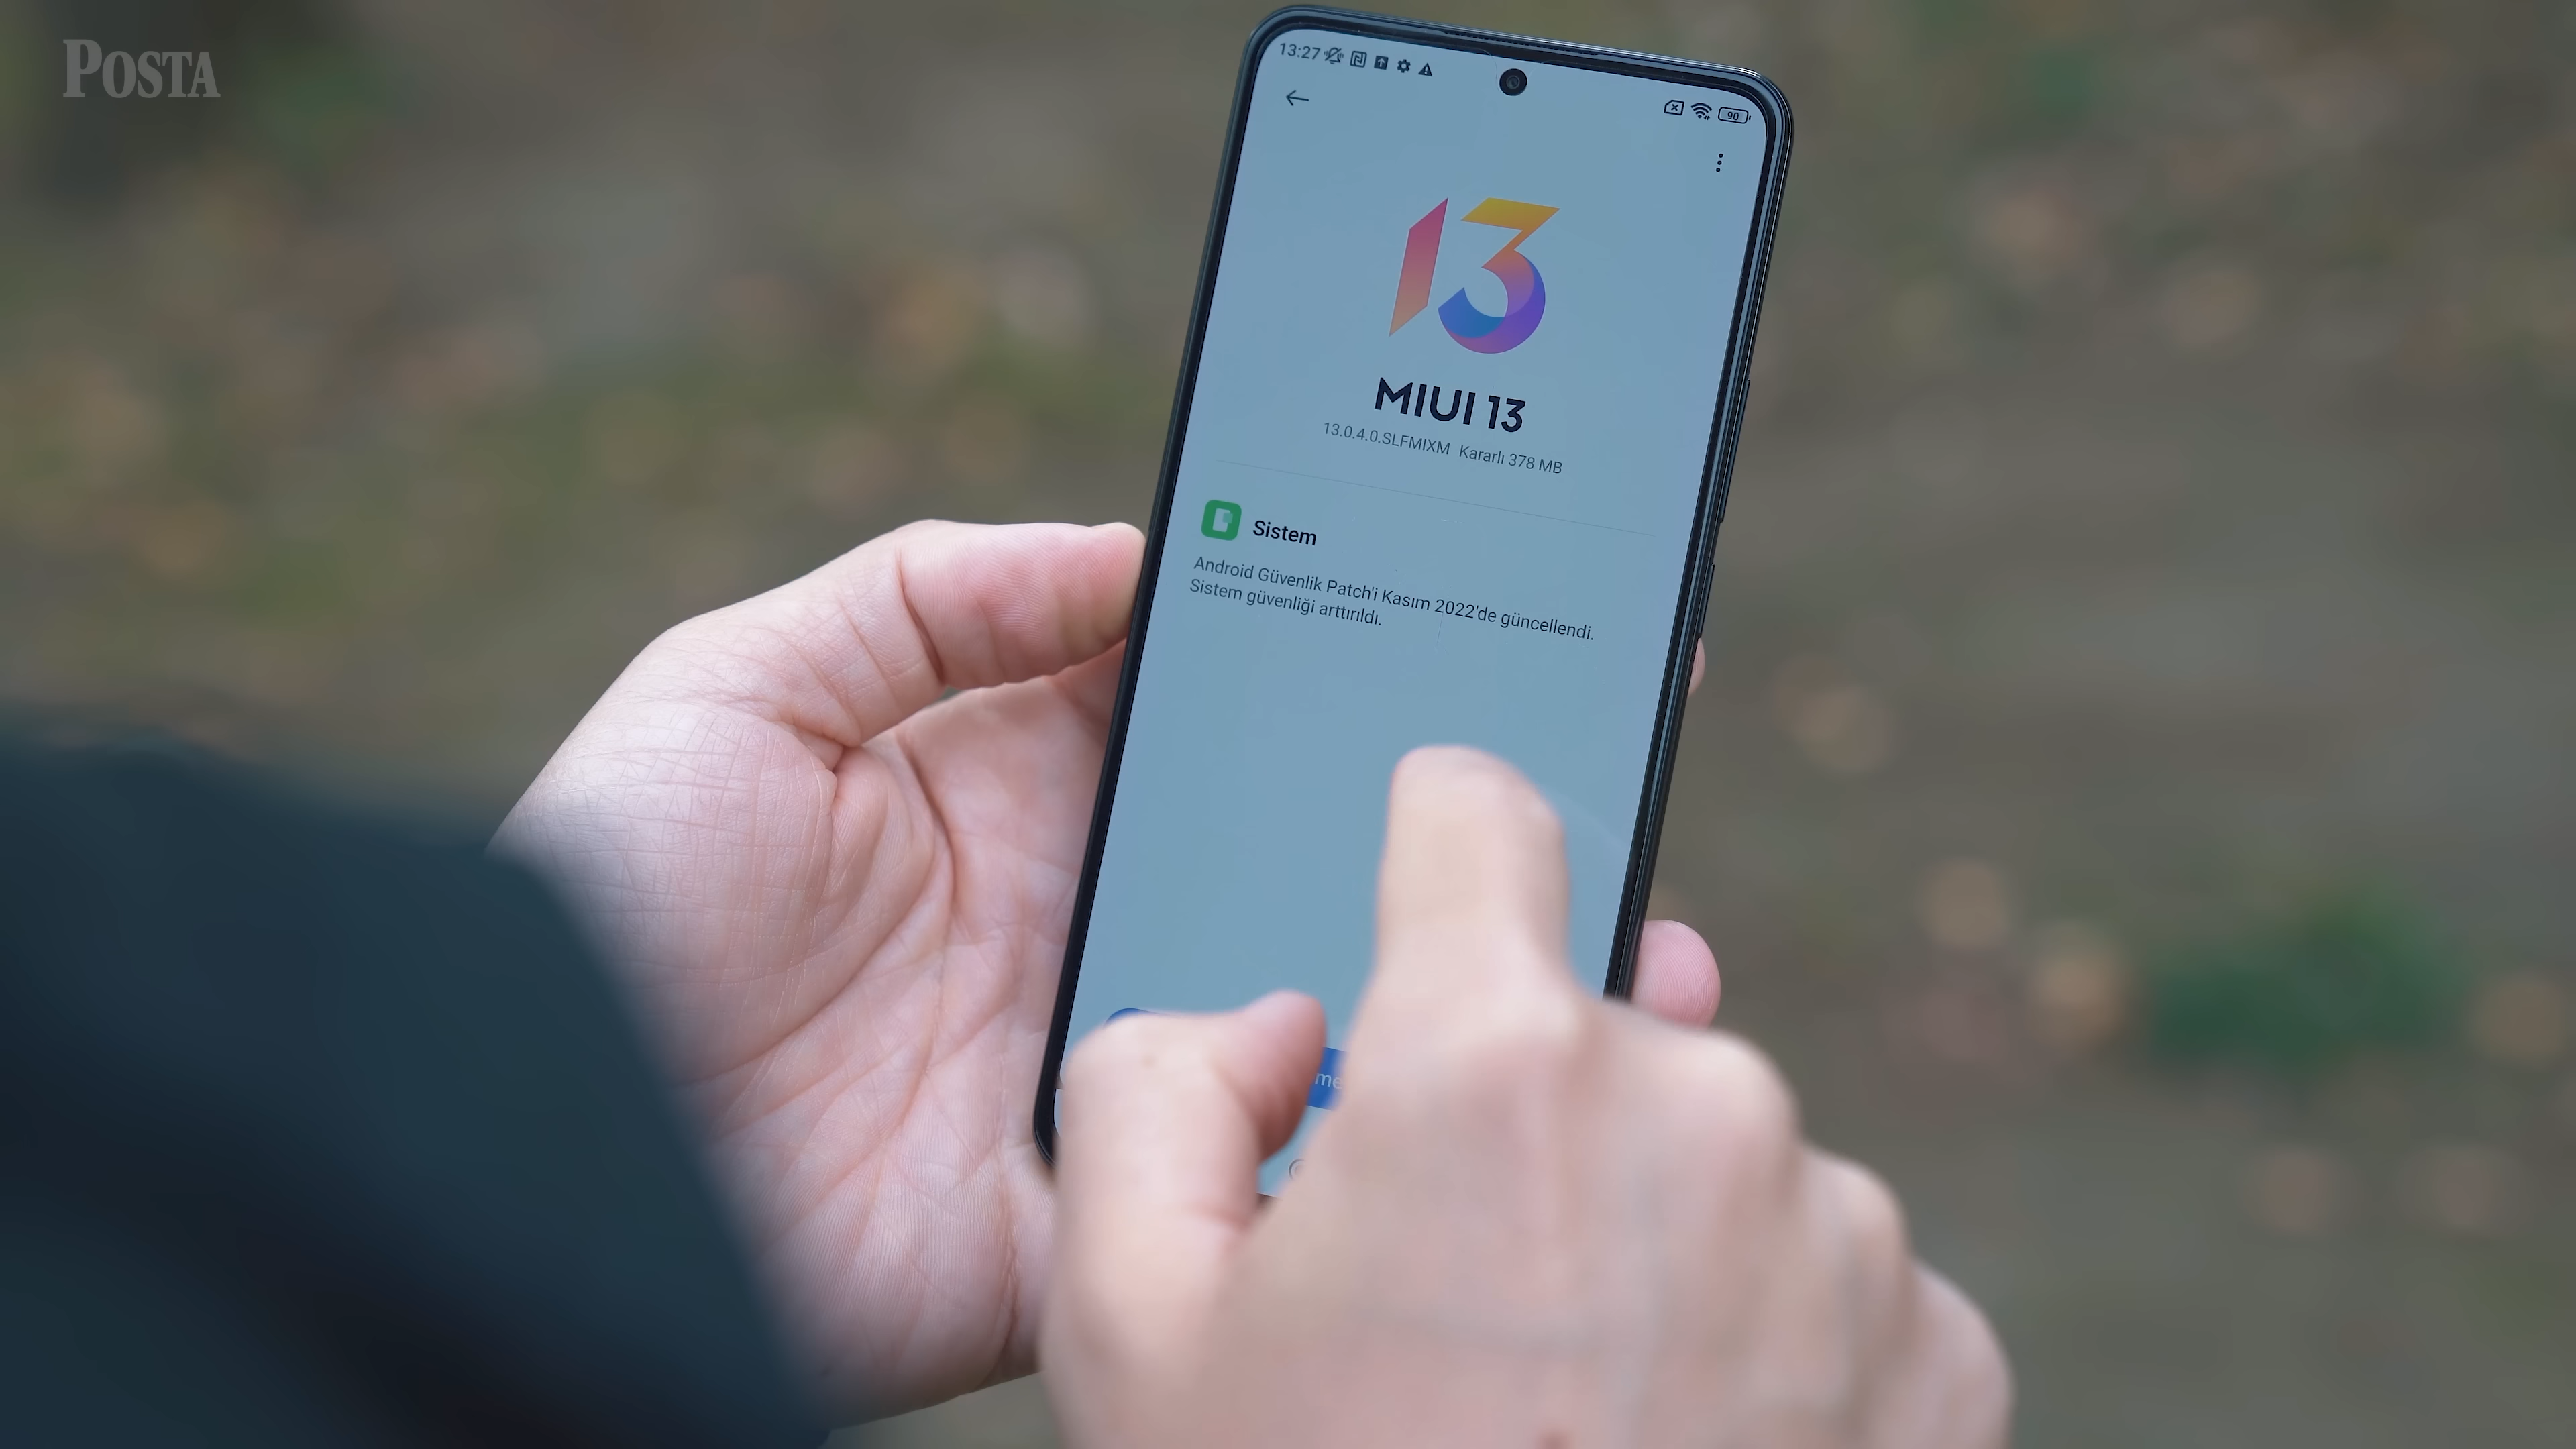 POSTA
13:27
90
13
MIUI 13
13.0.4.0.SLFMIXM Kararlı 378 MB
Sistem
Android Güvenlik Patch'i Kasım 2022'de güncellendi.
Sistem güvenliği arttırıldı.